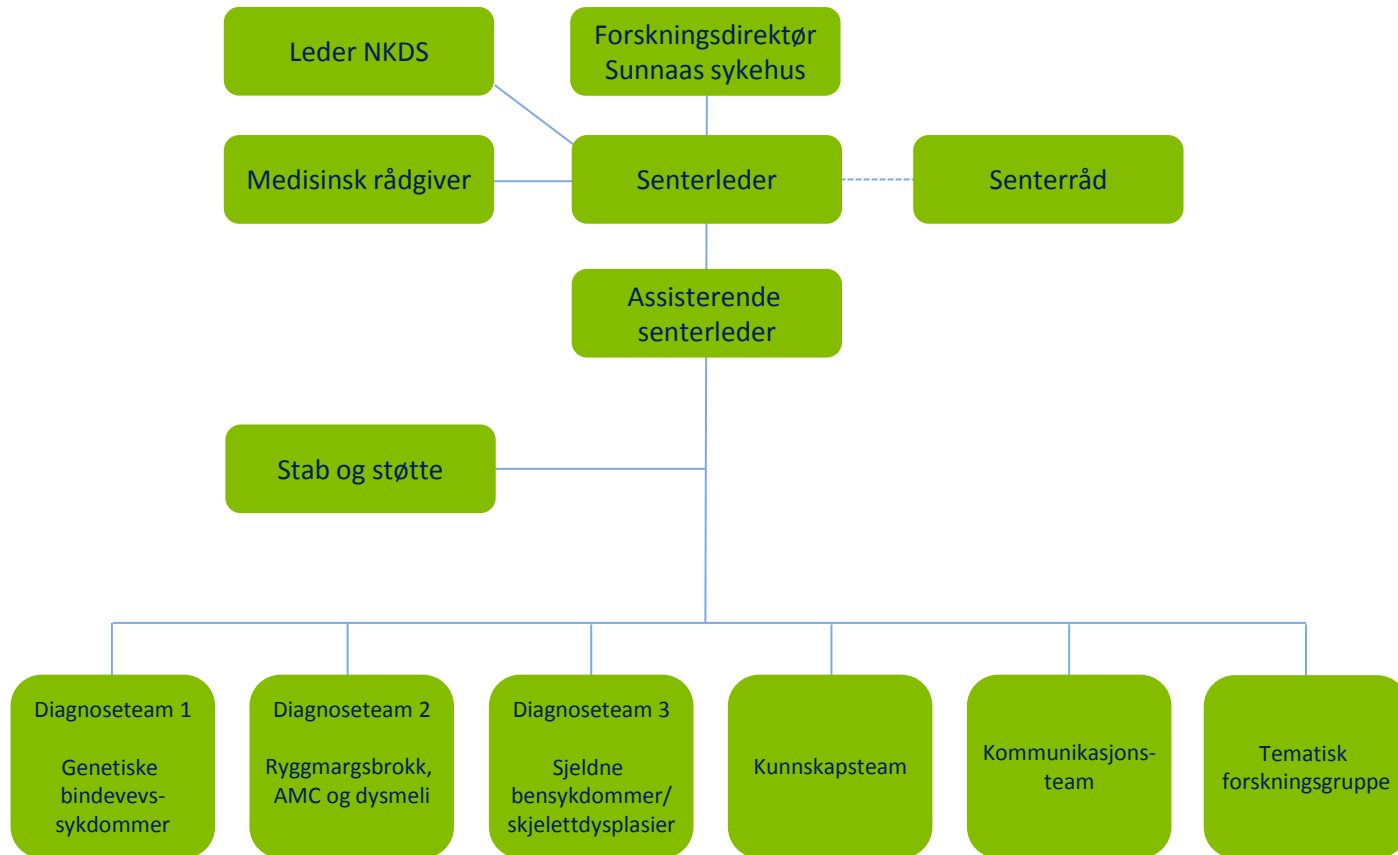 Leder NKDS
Forskningsdirektør
Sunnaas sykehus
Medisinsk rådgiver
Senterleder
Senterråd
Assisterende
senterleder
Stab og støtte
Diagnoseteam 1
Genetiske
bindevevs-
sykdommer
Diagnoseteam 2
Ryggmargsbrokk,
AMC og dysmeli
Diagnoseteam 3
Sjeldne
bensykdommer/
skjelettdysplasier
Kunnskapsteam
Kommunikasjons-
team
Tematisk
forskningsgruppe